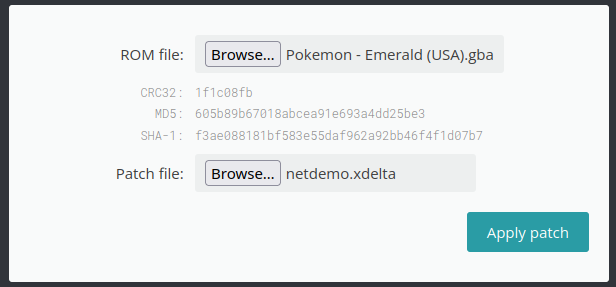 ROM file: Browse... Pokemon - Emerald (USA).gba
CRC32: 1f1c08fb
MD5: 605b89b67018abcea91e693a4dd25be3
SHA-1: f3ae088181bf583e55daf962a92bb46f4f1d07b7
Patch file: Browse... netdemo.xdelta
Apply patch